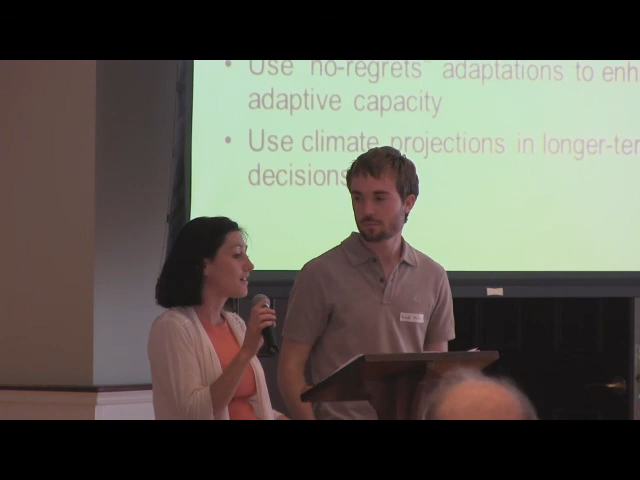 • Use "no-regrets" adaptations to enh
adaptive capacity
• Use climate projections in longer-ter
decisions